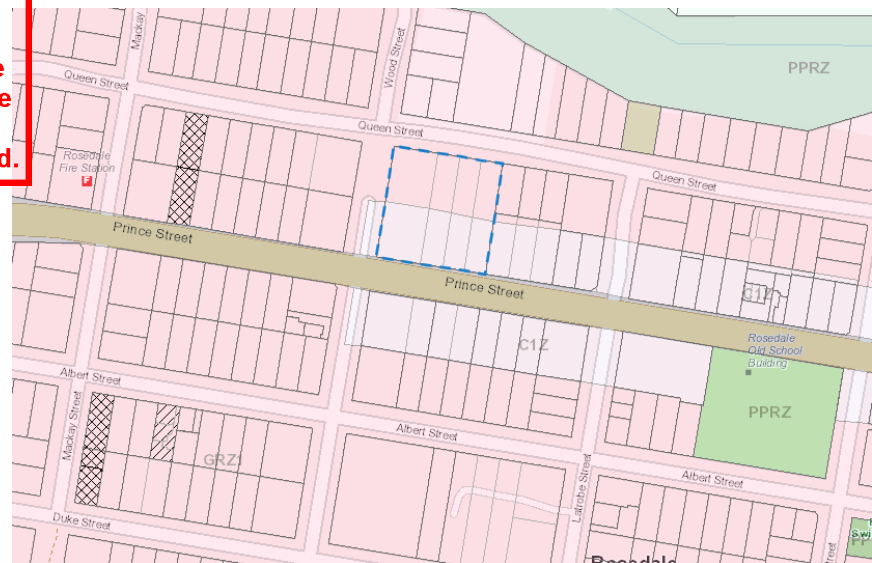 e
e
d.
Mackay
Wood Street
PPRZ
Queen Street
Queen Street
Rosedale
Fire Station
F
Queen Street
Prince Street
Prince Street
C1Z
C1Z
Rosedale
Old School
Building
PPRZ
Albert Street
Mackay Street
Albert Street
GRZ1
Latrobe Street
Albert Street
Duke Street
Rosedale
Street
Swi